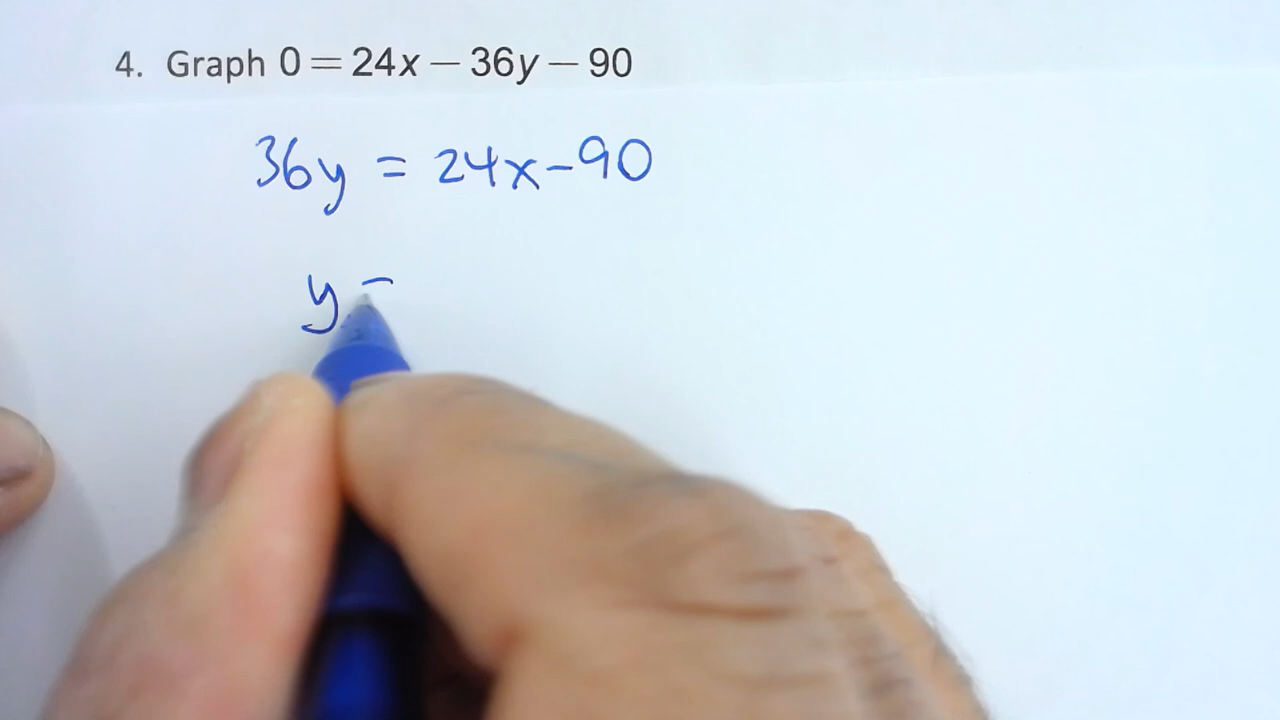 4. Graph 0 = 24x − 36y − 90
36y = 24x - 90
y =